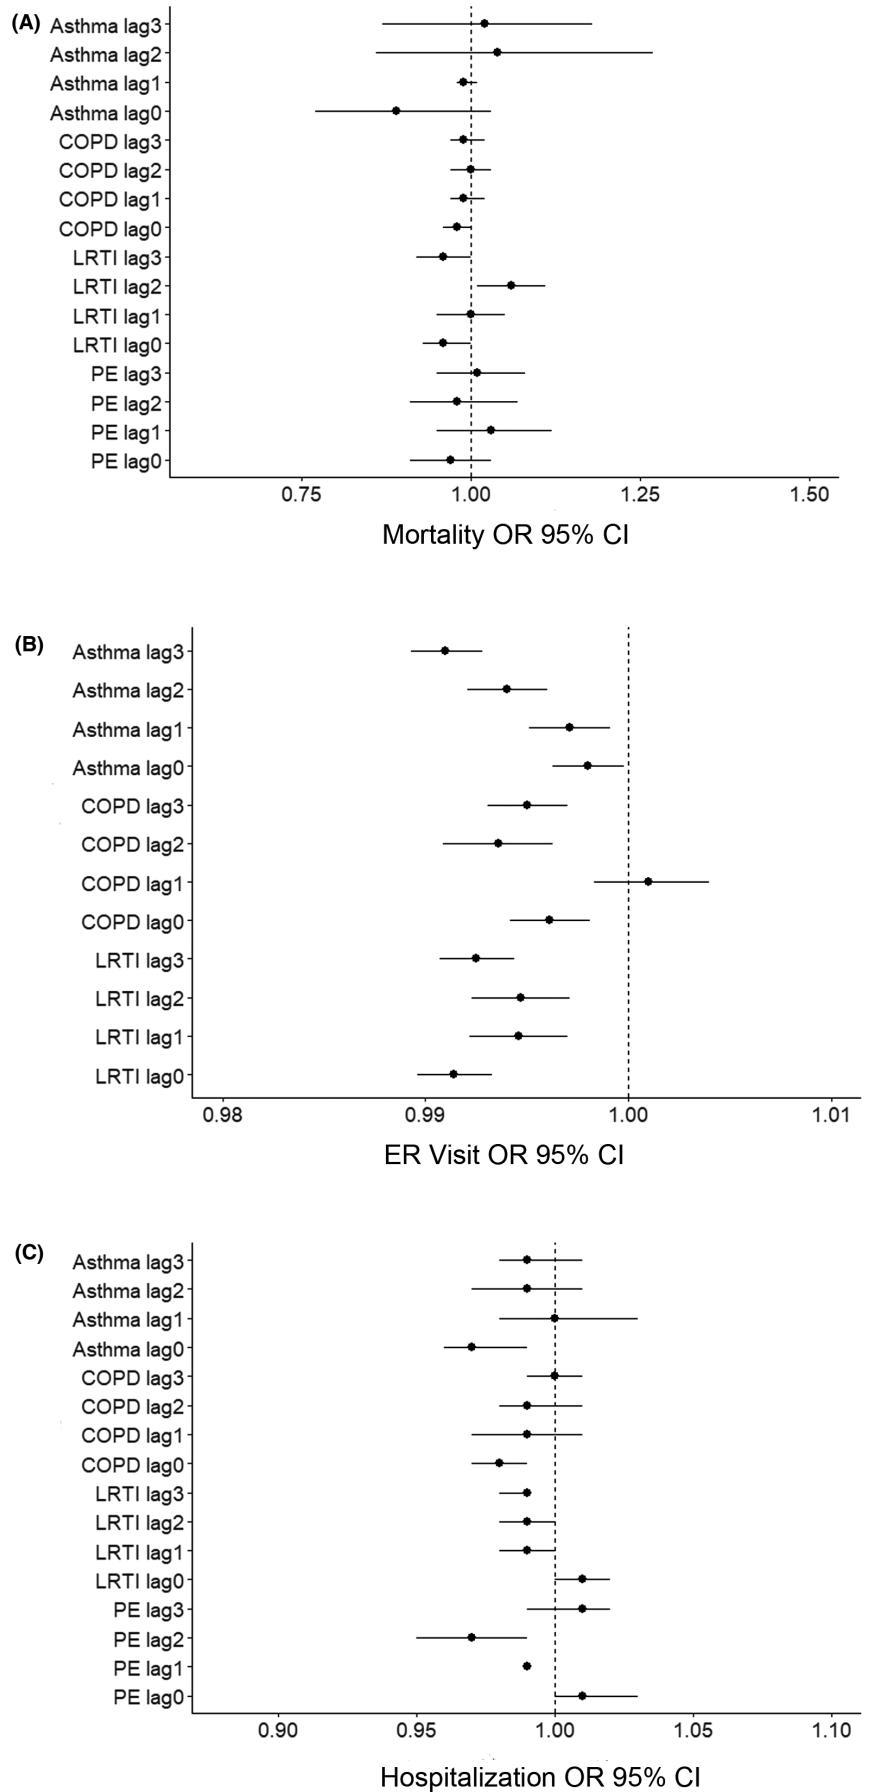 (A)
Asthma lag3
Asthma lag2
Asthma lag1
Asthma lag0
COPD lag3
COPD lag2
COPD lag1
COPD lag0
LRTI lag3
LRTI lag2
LRTI lag1
LRTI lag0
PE lag3
PE lag2
PE lag1
PE lag0
0.75 1.00 1.25 1.50
Mortality OR 95% CI
(B)
Asthma lag3
Asthma lag2
Asthma lag1
Asthma lag0
COPD lag3
COPD lag2
COPD lag1
COPD lag0
LRTI lag3
LRTI lag2
LRTI lag1
LRTI lag0
0.98 0.99 1.00 1.01
ER Visit OR 95% CI
(C)
Asthma lag3
Asthma lag2
Asthma lag1
Asthma lag0
COPD lag3
COPD lag2
COPD lag1
COPD lag0
LRTI lag3
LRTI lag2
LRTI lag1
LRTI lag0
PE lag3
PE lag2
PE lag1
PE lag0
0.90 0.95 1.00 1.05 1.10
Hospitalization OR 95% CI